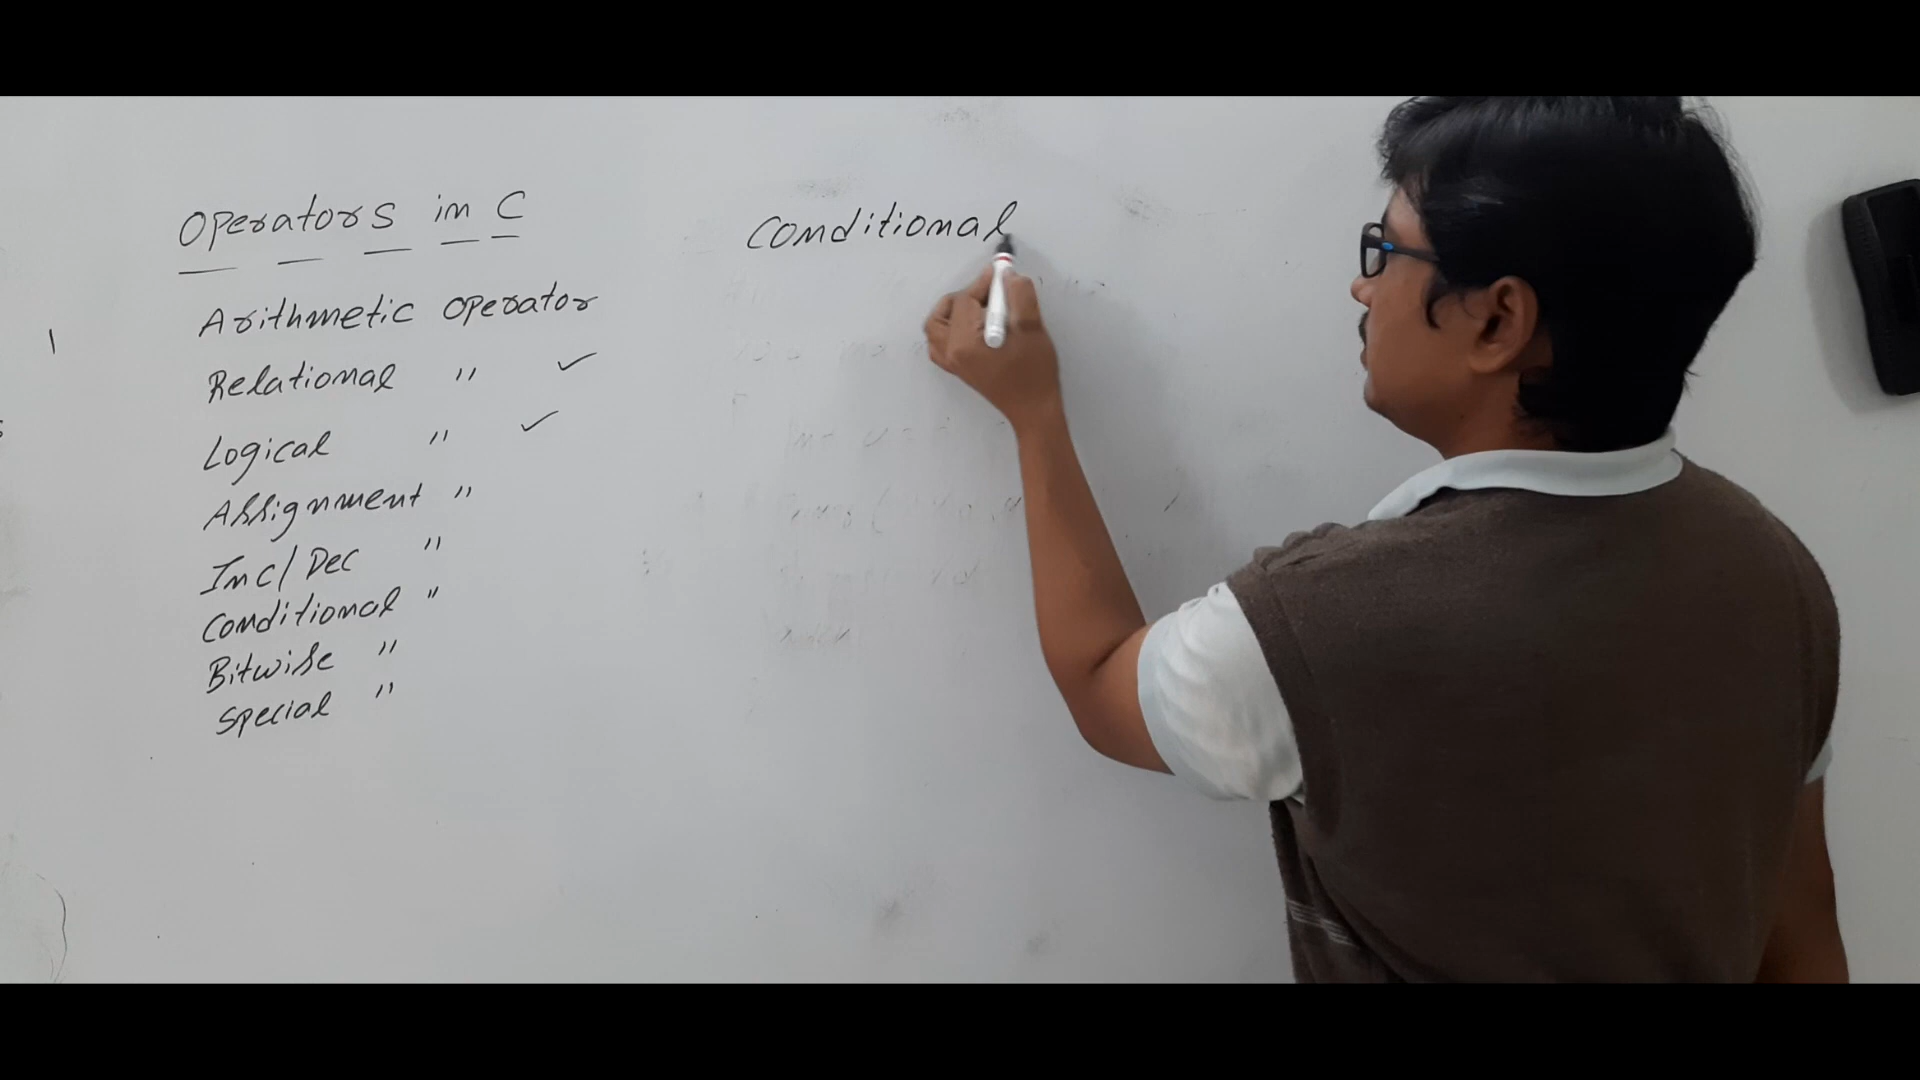 Operators in C
Arithmetic Operator
Relational " ✓
Logical " ✓
Assignment "
Inc/Dec "
Conditional "
Bitwise "
Special "
Conditional